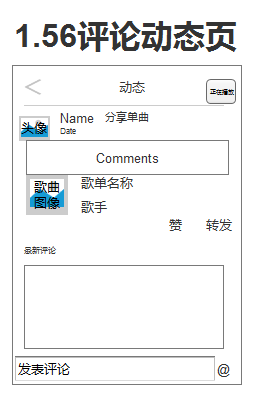 1.56评论动态页
< 动态 正在播放
头像 Name 分享单曲
Date
Comments
歌曲 歌单名称
图像 歌手
赞 转发
最新评论
发表评论 @